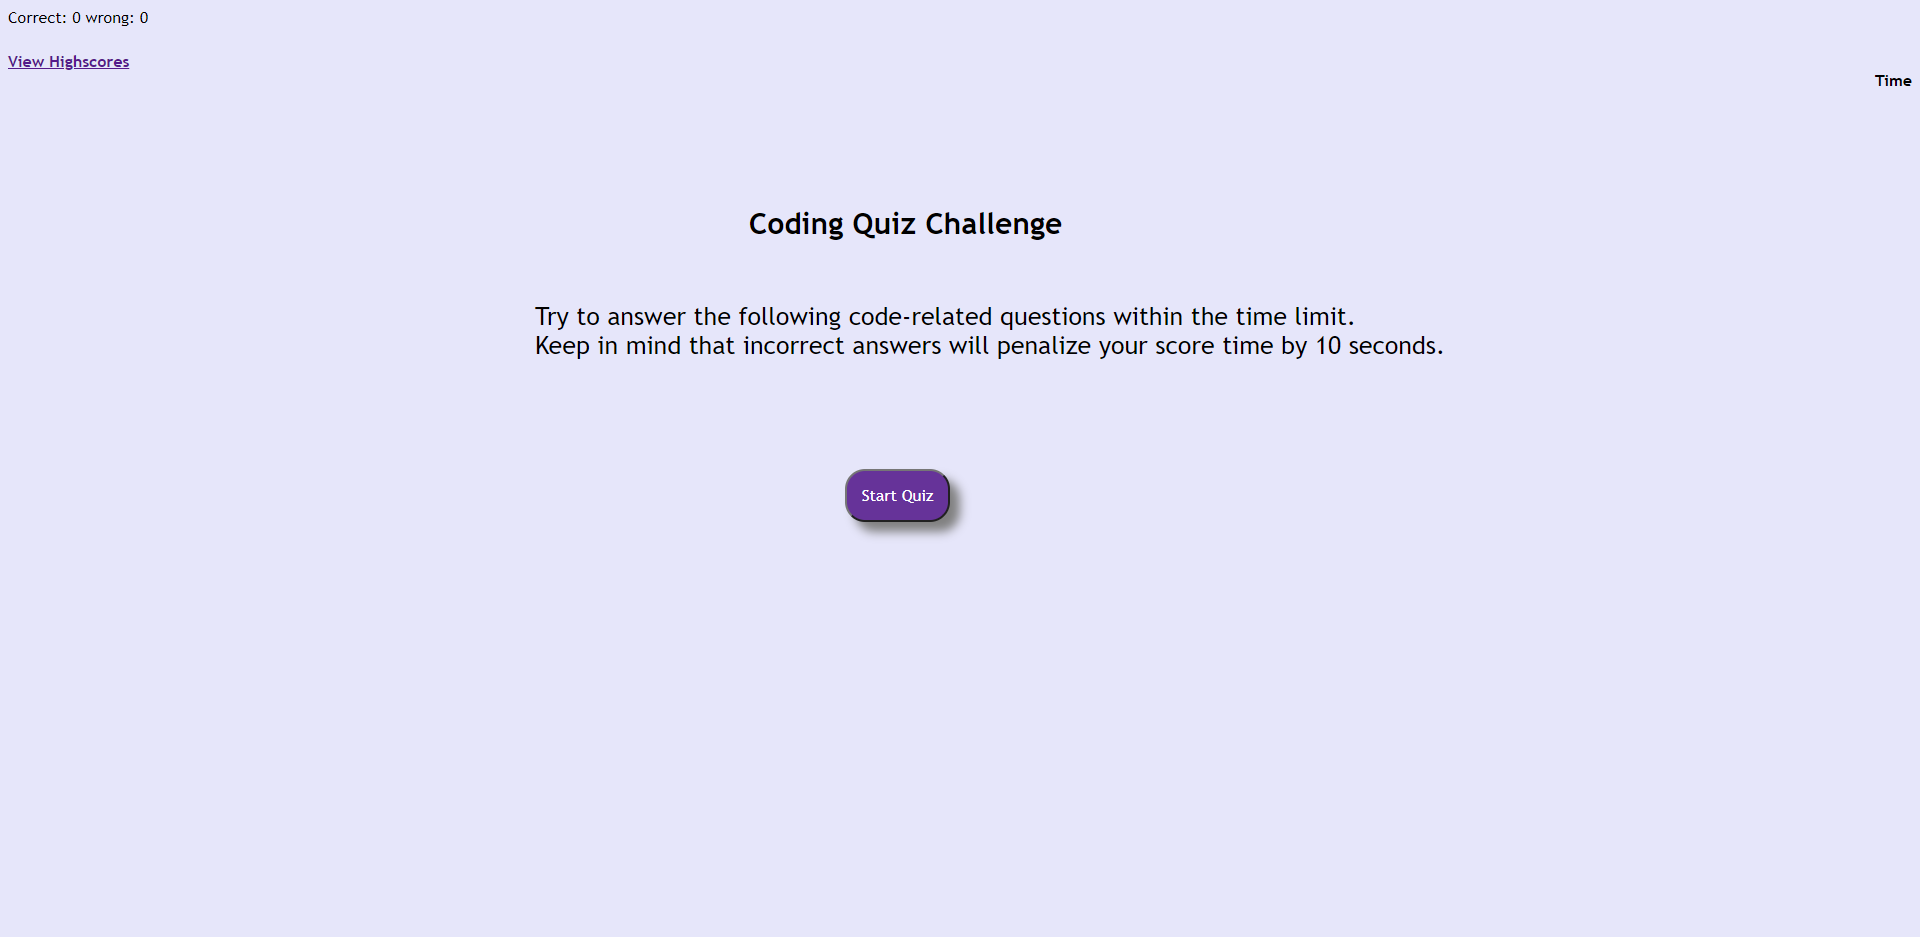 Correct: 0 wrong: 0
View Highscores
Time
Coding Quiz Challenge
Try to answer the following code-related questions within the time limit.
Keep in mind that incorrect answers will penalize your score time by 10 seconds.
Start Quiz